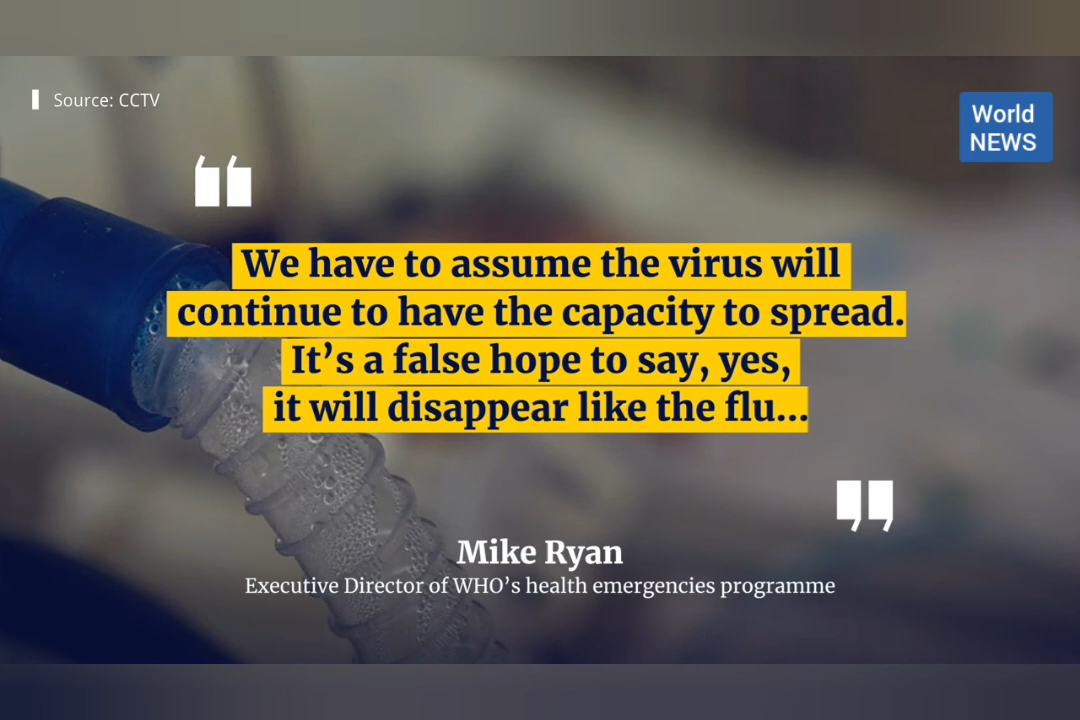 Source: CCTV
World
NEWS
“
We have to assume the virus will
continue to have the capacity to spread.
It’s a false hope to say, yes,
it will disappear like the flu...
”
Mike Ryan
Executive Director of WHO’s health emergencies programme